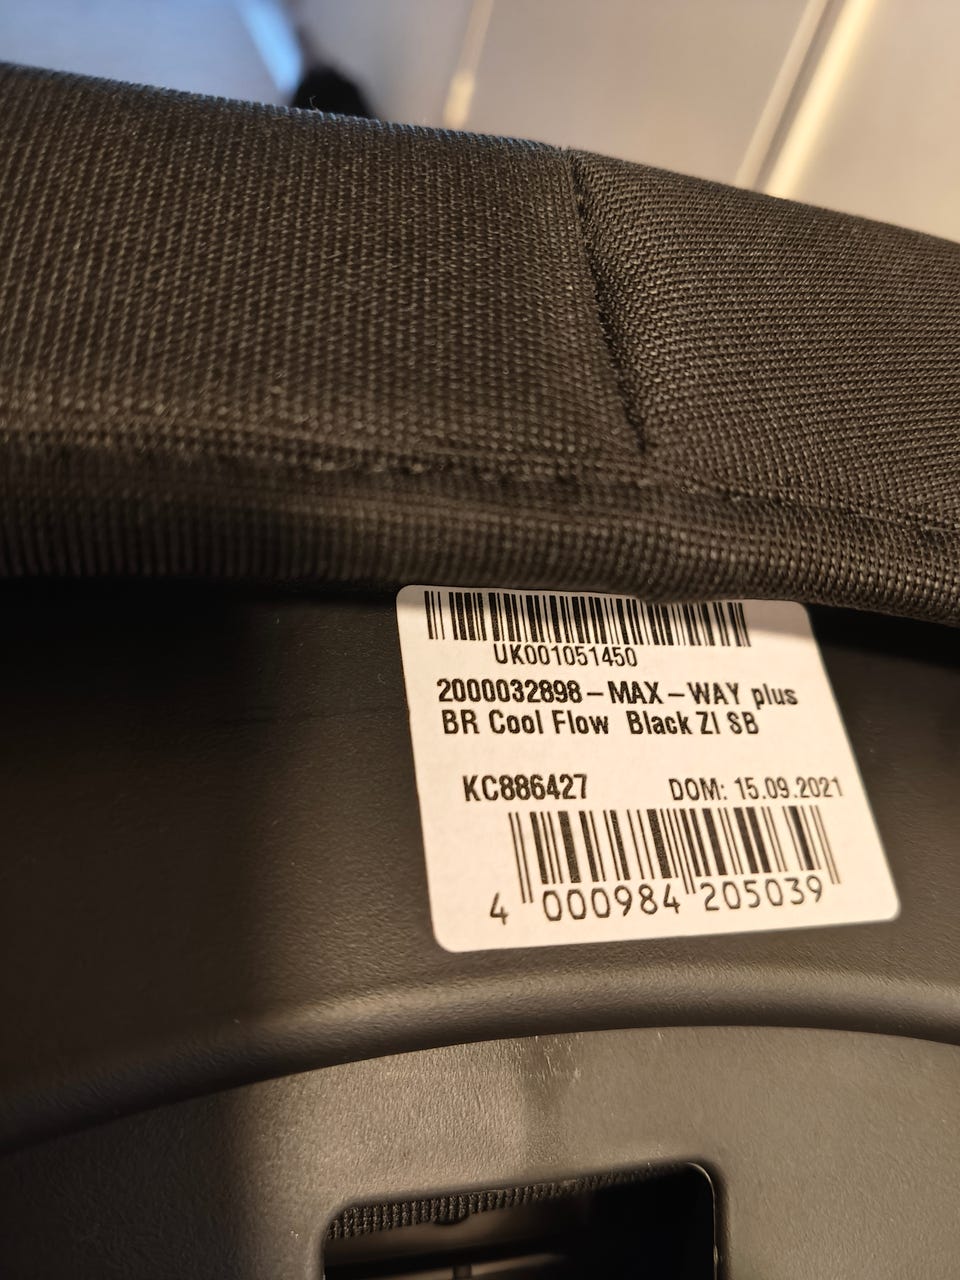 UK001051450
2000032898-MAX-WAY plus
BR Cool Flow Black ZI SB
KC886427 DOM: 15.09.2021
4 000984 205039